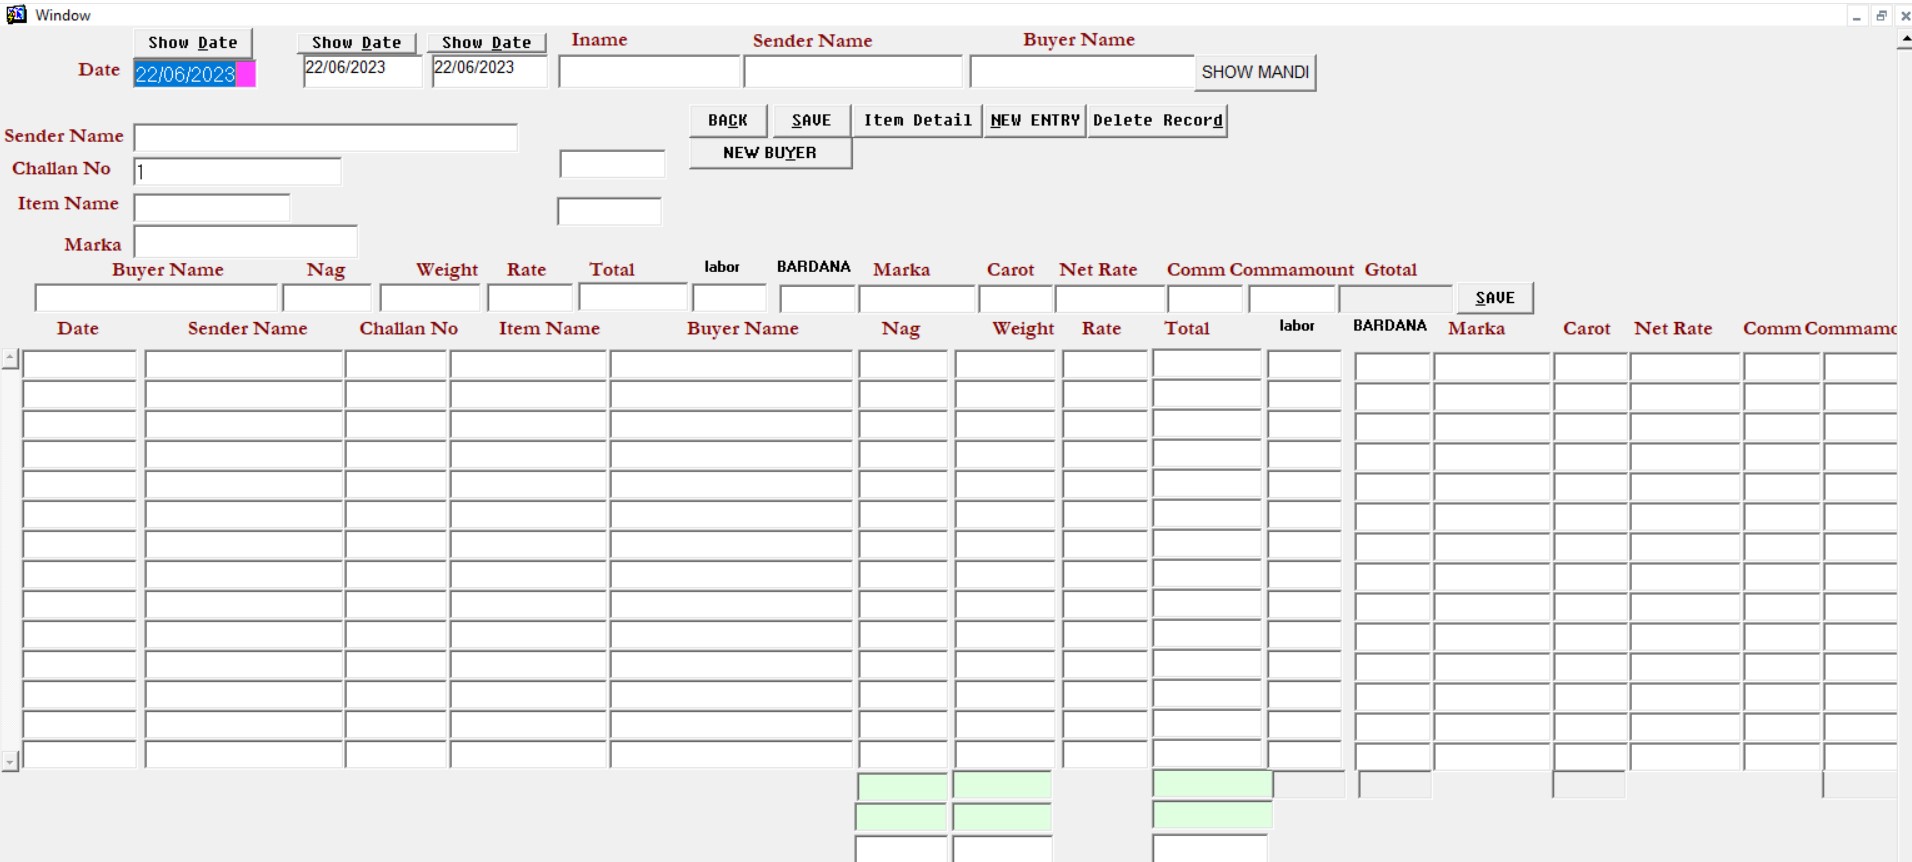 Window
Show Date Show Date Show Date Iname Sender Name Buyer Name
Date 22/06/2023 22/06/2023 22/06/2023 SHOW MANDI
BACK SAVE Item Detail NEW ENTRY Delete Record
Sender Name
NEW BUYER
Challan No 1
Item Name
Marka
Buyer Name Nag Weight Rate Total labor BARDANA Marka Carot Net Rate Comm Commamount Gtotal
SAVE
Date Sender Name Challan No Item Name Buyer Name Nag Weight Rate Total labor BARDANA Marka Carot Net Rate Comm Commamo